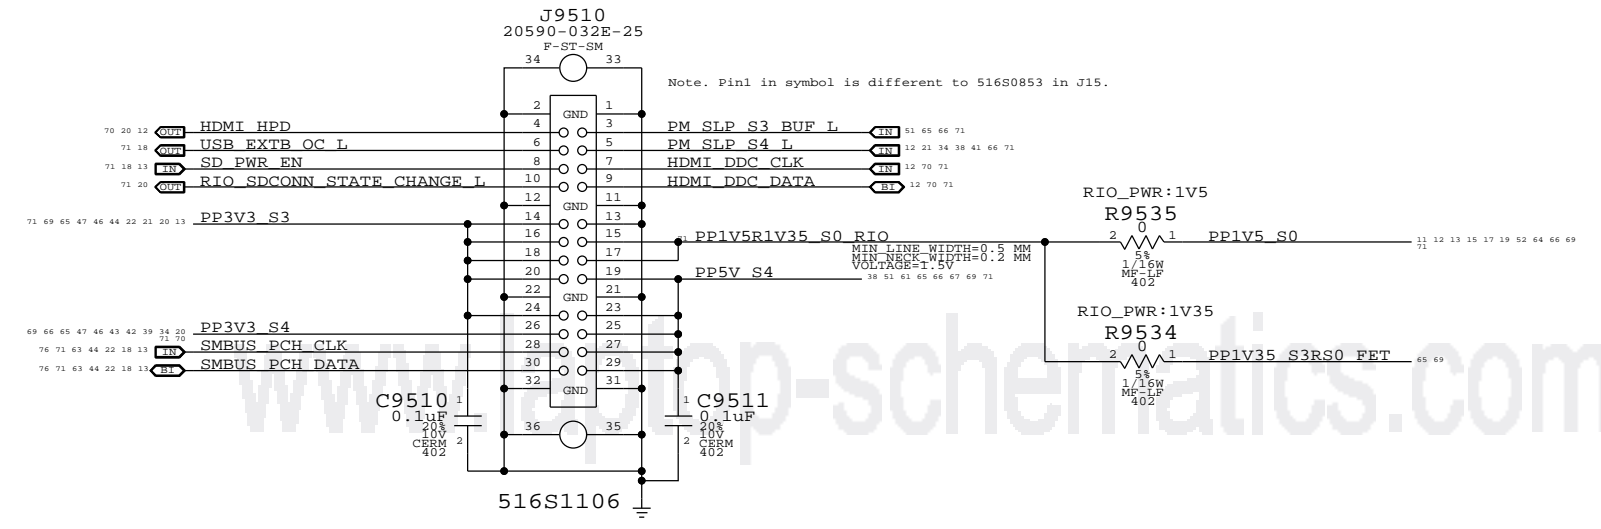 J9510
20590-032E-25
F-ST-SM
34 33
Note. Pin1 in symbol is different to 516S0853 in J15.
2 GND 1
70 20 12 OUT HDMI_HPD 4 3 PM_SLP_S3_BUF_L IN 51 65 66 71
71 18 OUT USB_EXTB_OC_L 6 5 PM_SLP_S4_L IN 12 21 34 38 41 66 71
71 18 13 IN SD_PWR_EN 8 7 HDMI_DDC_CLK IN 12 70 71
71 20 OUT RIO_SDCONN_STATE_CHANGE_L 10 9 HDMI_DDC_DATA BI 12 70 71
12 GND 11
71 69 65 47 46 44 22 21 20 13 PP3V3_S3 14 13
16 15 PP1V5R1V35_S0_RIO
MIN_LINE_WIDTH=0.5 MM
MIN_NECK_WIDTH=0.2 MM
VOLTAGE=1.5V
18 17
20 19 PP5V_S4 38 51 61 65 66 67 69 71
22 GND 21
24 23
69 66 65 47 46 43 42 39 34 20 PP3V3_S4 26 25
71 70
76 71 63 44 22 18 13 IN SMBUS_PCH_CLK 28 27
76 71 63 44 22 18 13 BI SMBUS_PCH_DATA 30 29
32 GND 31
36 35
RIO_PWR:1V5
R9535
2 0 1 PP1V5_S0 11 12 13 15 17 19 52 64 66 69
71
5%
1/16W
MF-LF
402
RIO_PWR:1V35
R9534
2 0 1 PP1V35_S3RS0_FET 65 69
5%
1/16W
MF-LF
402
C9510 1
0.1uF
20%
10V
CERM 2
402
1 C9511
0.1uF
20%
10V
2 CERM
402
516S1106
www.laptop-schematics.com